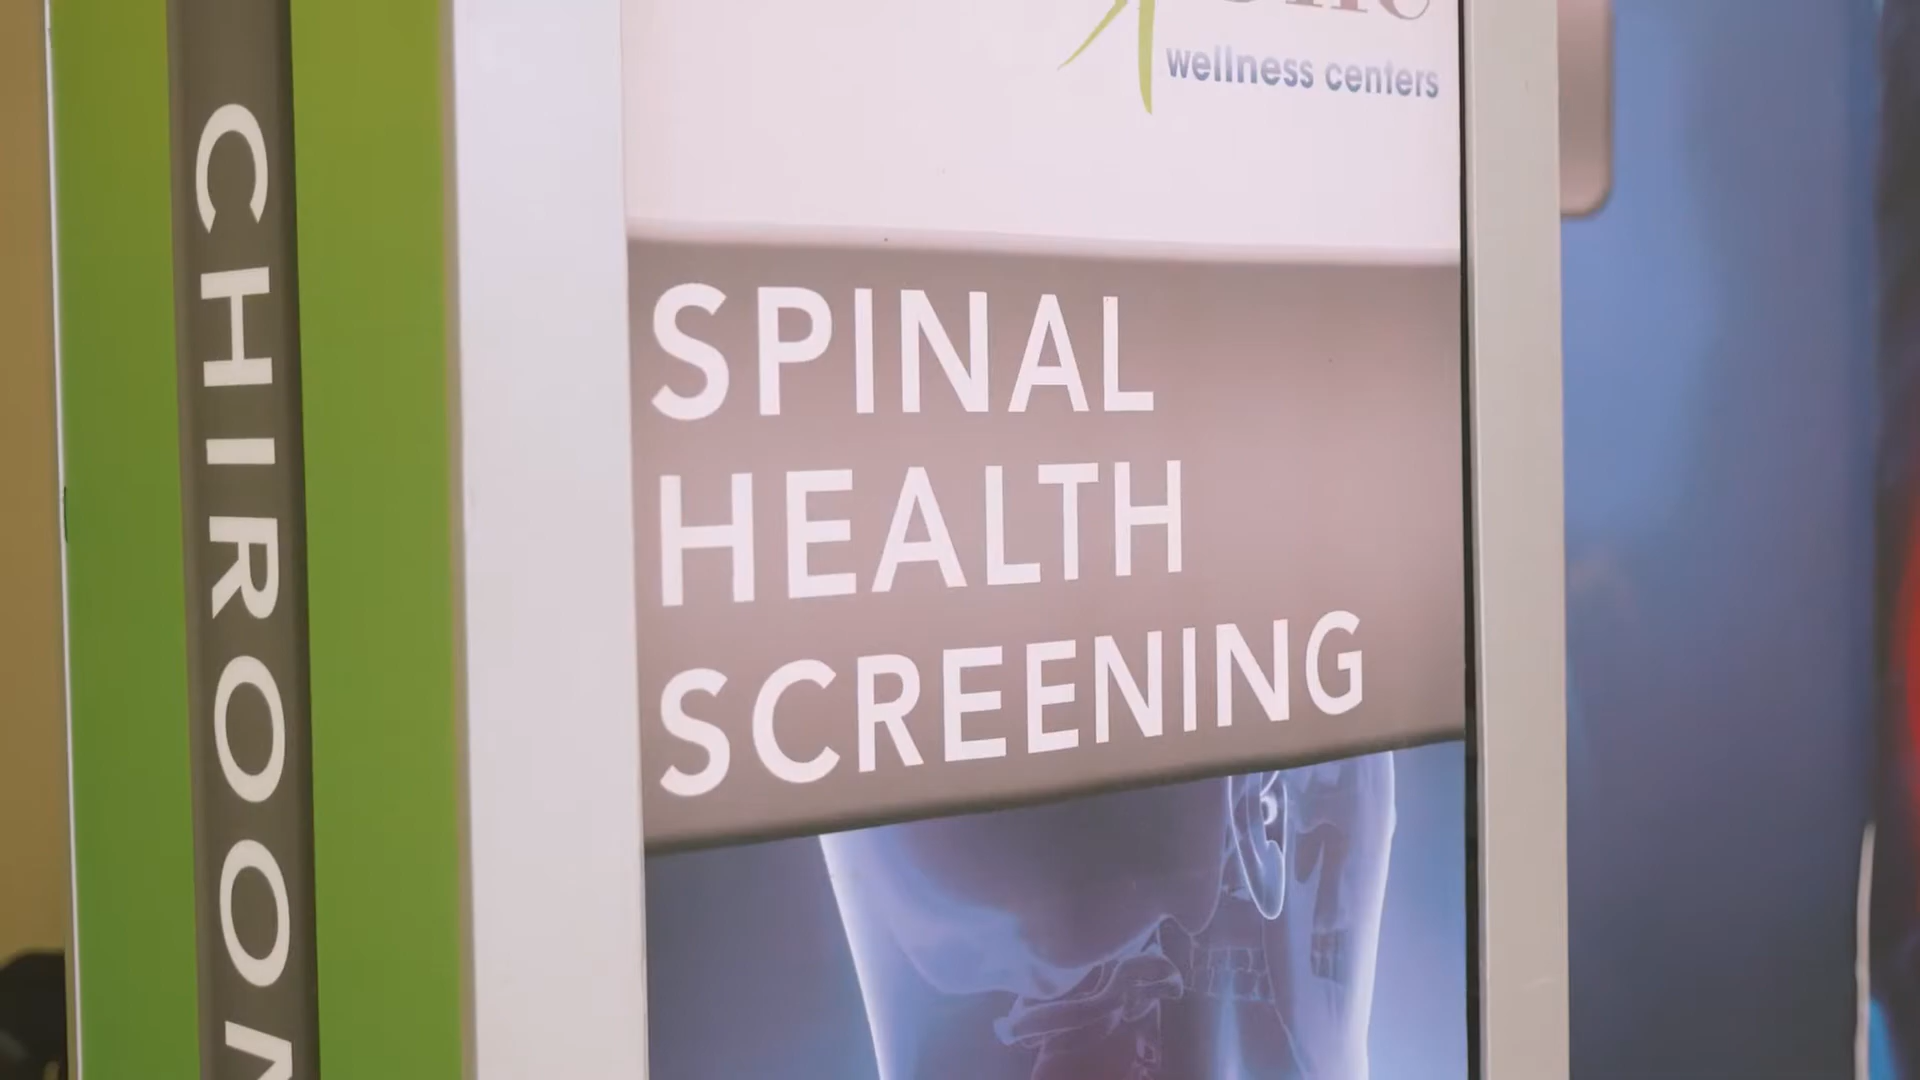 wellness centers
CHIROO
SPINAL
HEALTH
SCREENING